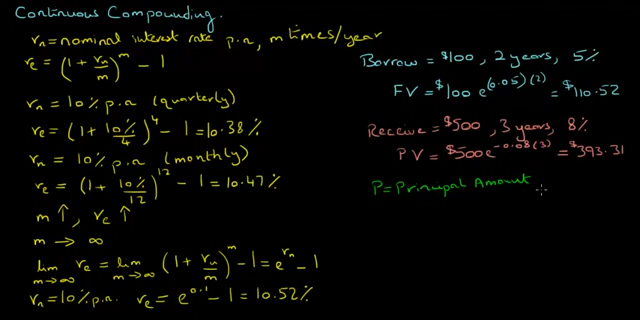 Continuous Compounding.
rn = nominal interest rate p.a, m times/year
re = (1 + rn/m)^m - 1
rn = 10% p.a (quarterly)
re = (1 + 10%/4)^4 - 1 = 10.38%
rn = 10% p.a (monthly)
re = (1 + 10%/12)^12 - 1 = 10.47%
m ↑, re ↑
m → ∞
lim m→∞ re = lim m→∞ (1 + rn/m)^m - 1 = e^rn - 1
rn = 10% p.a. re = e^0.1 - 1 = 10.52%
Borrow = $100, 2 years, 5%
FV = $100 e^(0.05)(2) = $110.52
Receive = $500, 3 years, 8%
PV = $500 e^-0.08(3) = $393.31
P = Principal Amount